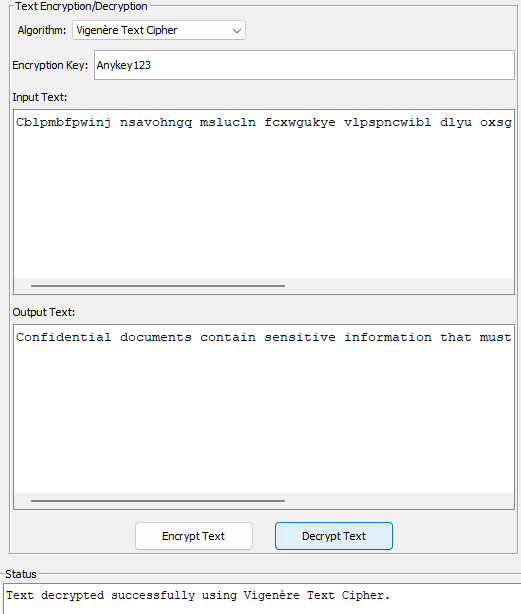 Text Encryption/Decryption
Algorithm: Vigenère Text Cipher
Encryption Key: Anykey123
Input Text:
Cblpmbfpwinj nsavohngq mslucln fcxwgukye vlpspncwibl dlyu oxsg
Output Text:
Confidential documents contain sensitive information that must
Encrypt Text Decrypt Text
Status
Text decrypted successfully using Vigenère Text Cipher.